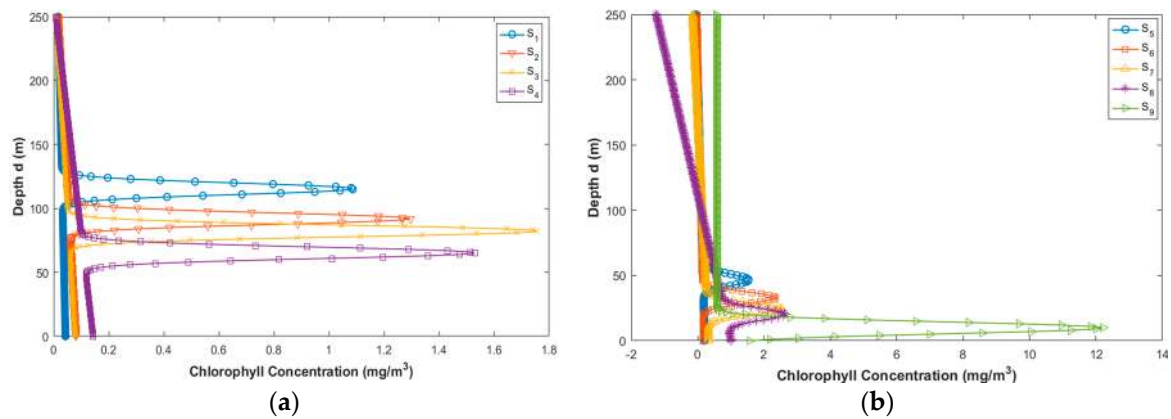 250
200
150
100
50
0
Depth d (m)
0 0.2 0.4 0.6 0.8 1 1.2 1.4 1.6 1.8
Chlorophyll Concentration (mg/m³)
S₁
S₂
S₃
S₄
(a)
250
200
150
100
50
0
Depth d (m)
-2 0 2 4 6 8 10 12 14
Chlorophyll Concentration (mg/m³)
S₅
S₆
S₇
S₈
S₉
(b)